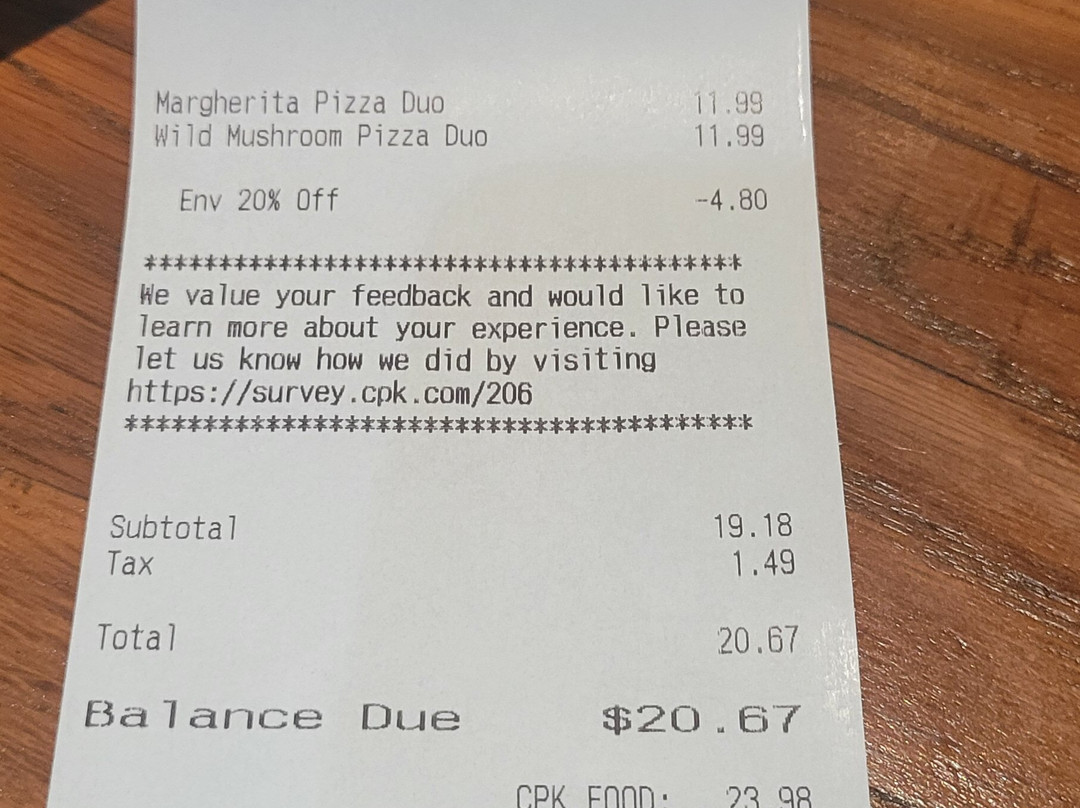 Margherita Pizza Duo 11.99
Wild Mushroom Pizza Duo 11.99
Env 20% Off -4.80
****************************************
We value your feedback and would like to
learn more about your experience. Please
let us know how we did by visiting
https://survey.cpk.com/206
****************************************
Subtotal 19.18
Tax 1.49
Total 20.67
Balance Due $20.67
CPK FOOD: 23.98